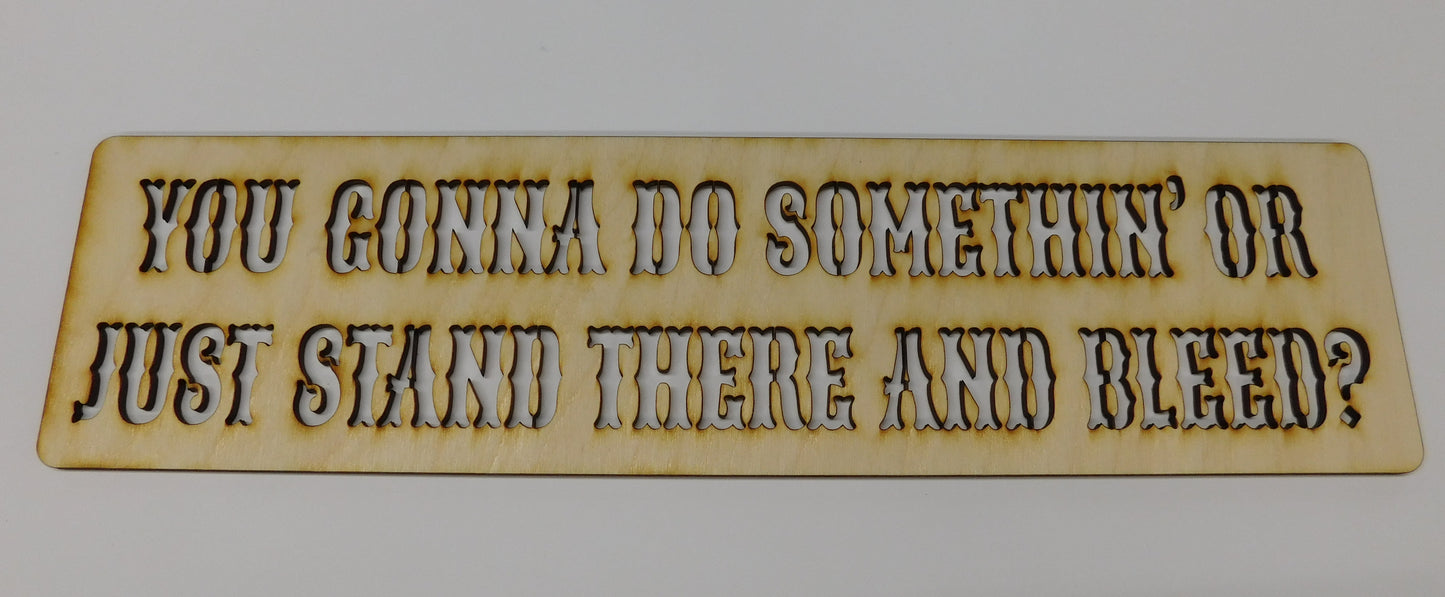 YOU GONNA DO SOMETHIN' OR
JUST STAND THERE AND BLEED?